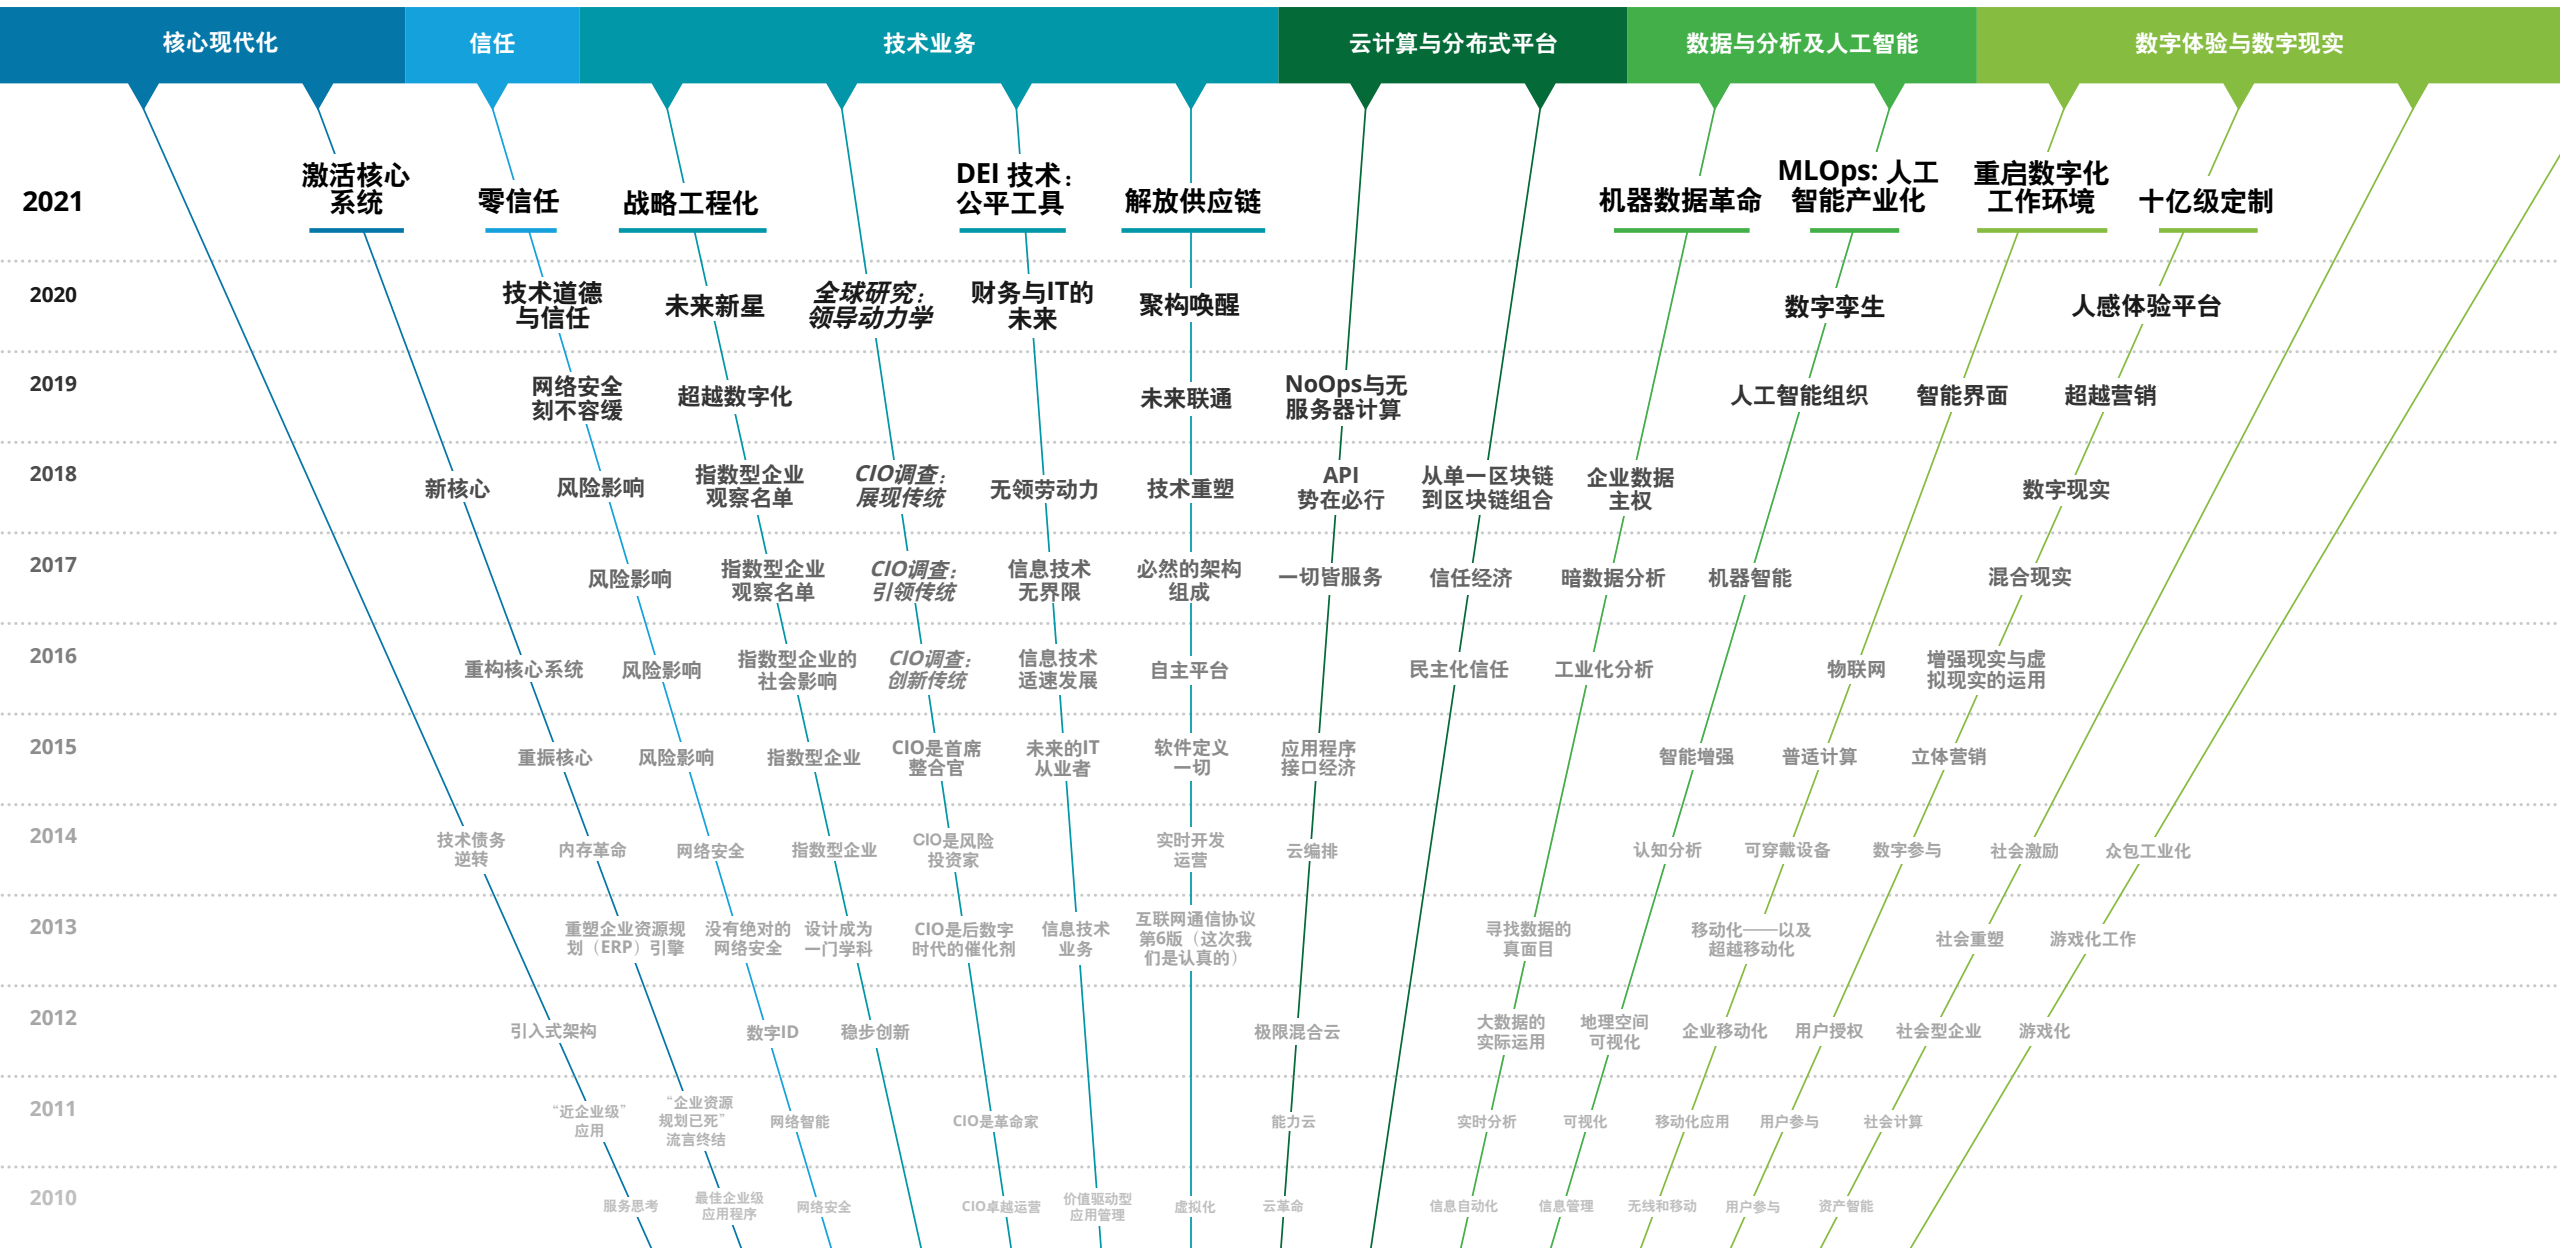 核心现代化
信任
技术业务
云计算与分布式平台
数据与分析及人工智能
数字体验与数字现实
2021
激活核心
系统
零信任
战略工程化
DEI 技术：
公平工具
解放供应链
机器数据革命
MLOps: 人工
智能产业化
重启数字化
工作环境
十亿级定制
2020
技术道德
与信任
未来新星
全球研究：
领导动力学
财务与IT的
未来
聚构唤醒
数字孪生
人感体验平台
2019
网络安全
刻不容缓
超越数字化
未来联通
NoOps与无
服务器计算
人工智能组织
智能界面
超越营销
2018
新核心
风险影响
指数型企业
观察名单
CIO调查：
展现传统
无领劳动力
技术重塑
API
势在必行
从单一区块链
到区块链组合
企业数据
主权
数字现实
2017
风险影响
指数型企业
观察名单
CIO调查：
引领传统
信息技术
无界限
必然的架构
组成
一切皆服务
信任经济
暗数据分析
机器智能
混合现实
2016
重构核心系统
风险影响
指数型企业的
社会影响
CIO调查：
创新传统
信息技术
适速发展
自主平台
民主化信任
工业化分析
物联网
增强现实与虚
拟现实的运用
2015
重振核心
风险影响
指数型企业
CIO是首席
整合官
未来的IT
从业者
软件定义
一切
应用程序
接口经济
智能增强
普适计算
立体营销
2014
技术债务
逆转
内存革命
网络安全
指数型企业
CIO是风险
投资家
实时开发
运营
云编排
认知分析
可穿戴设备
数字参与
社会激励
众包工业化
2013
重塑企业资源规
划（ERP）引擎
没有绝对的
网络安全
设计成为
一门学科
CIO是后数字
时代的催化剂
信息技术
业务
互联网通信协议
第6版（这次我
们是认真的）
寻找数据的
真面目
移动化——以及
超越移动化
社会重塑
游戏化工作
2012
引入式架构
数字ID
稳步创新
极限混合云
大数据的
实际运用
地理空间
可视化
企业移动化
用户授权
社会型企业
游戏化
2011
“近企业级”
应用
“企业资源
规划已死”
流言终结
网络智能
CIO是革命家
能力云
实时分析
可视化
移动化应用
用户参与
社会计算
2010
服务思考
最佳企业级
应用程序
网络安全
CIO卓越运营
价值驱动型
应用管理
虚拟化
云革命
信息自动化
信息管理
无线和移动
用户参与
资产智能